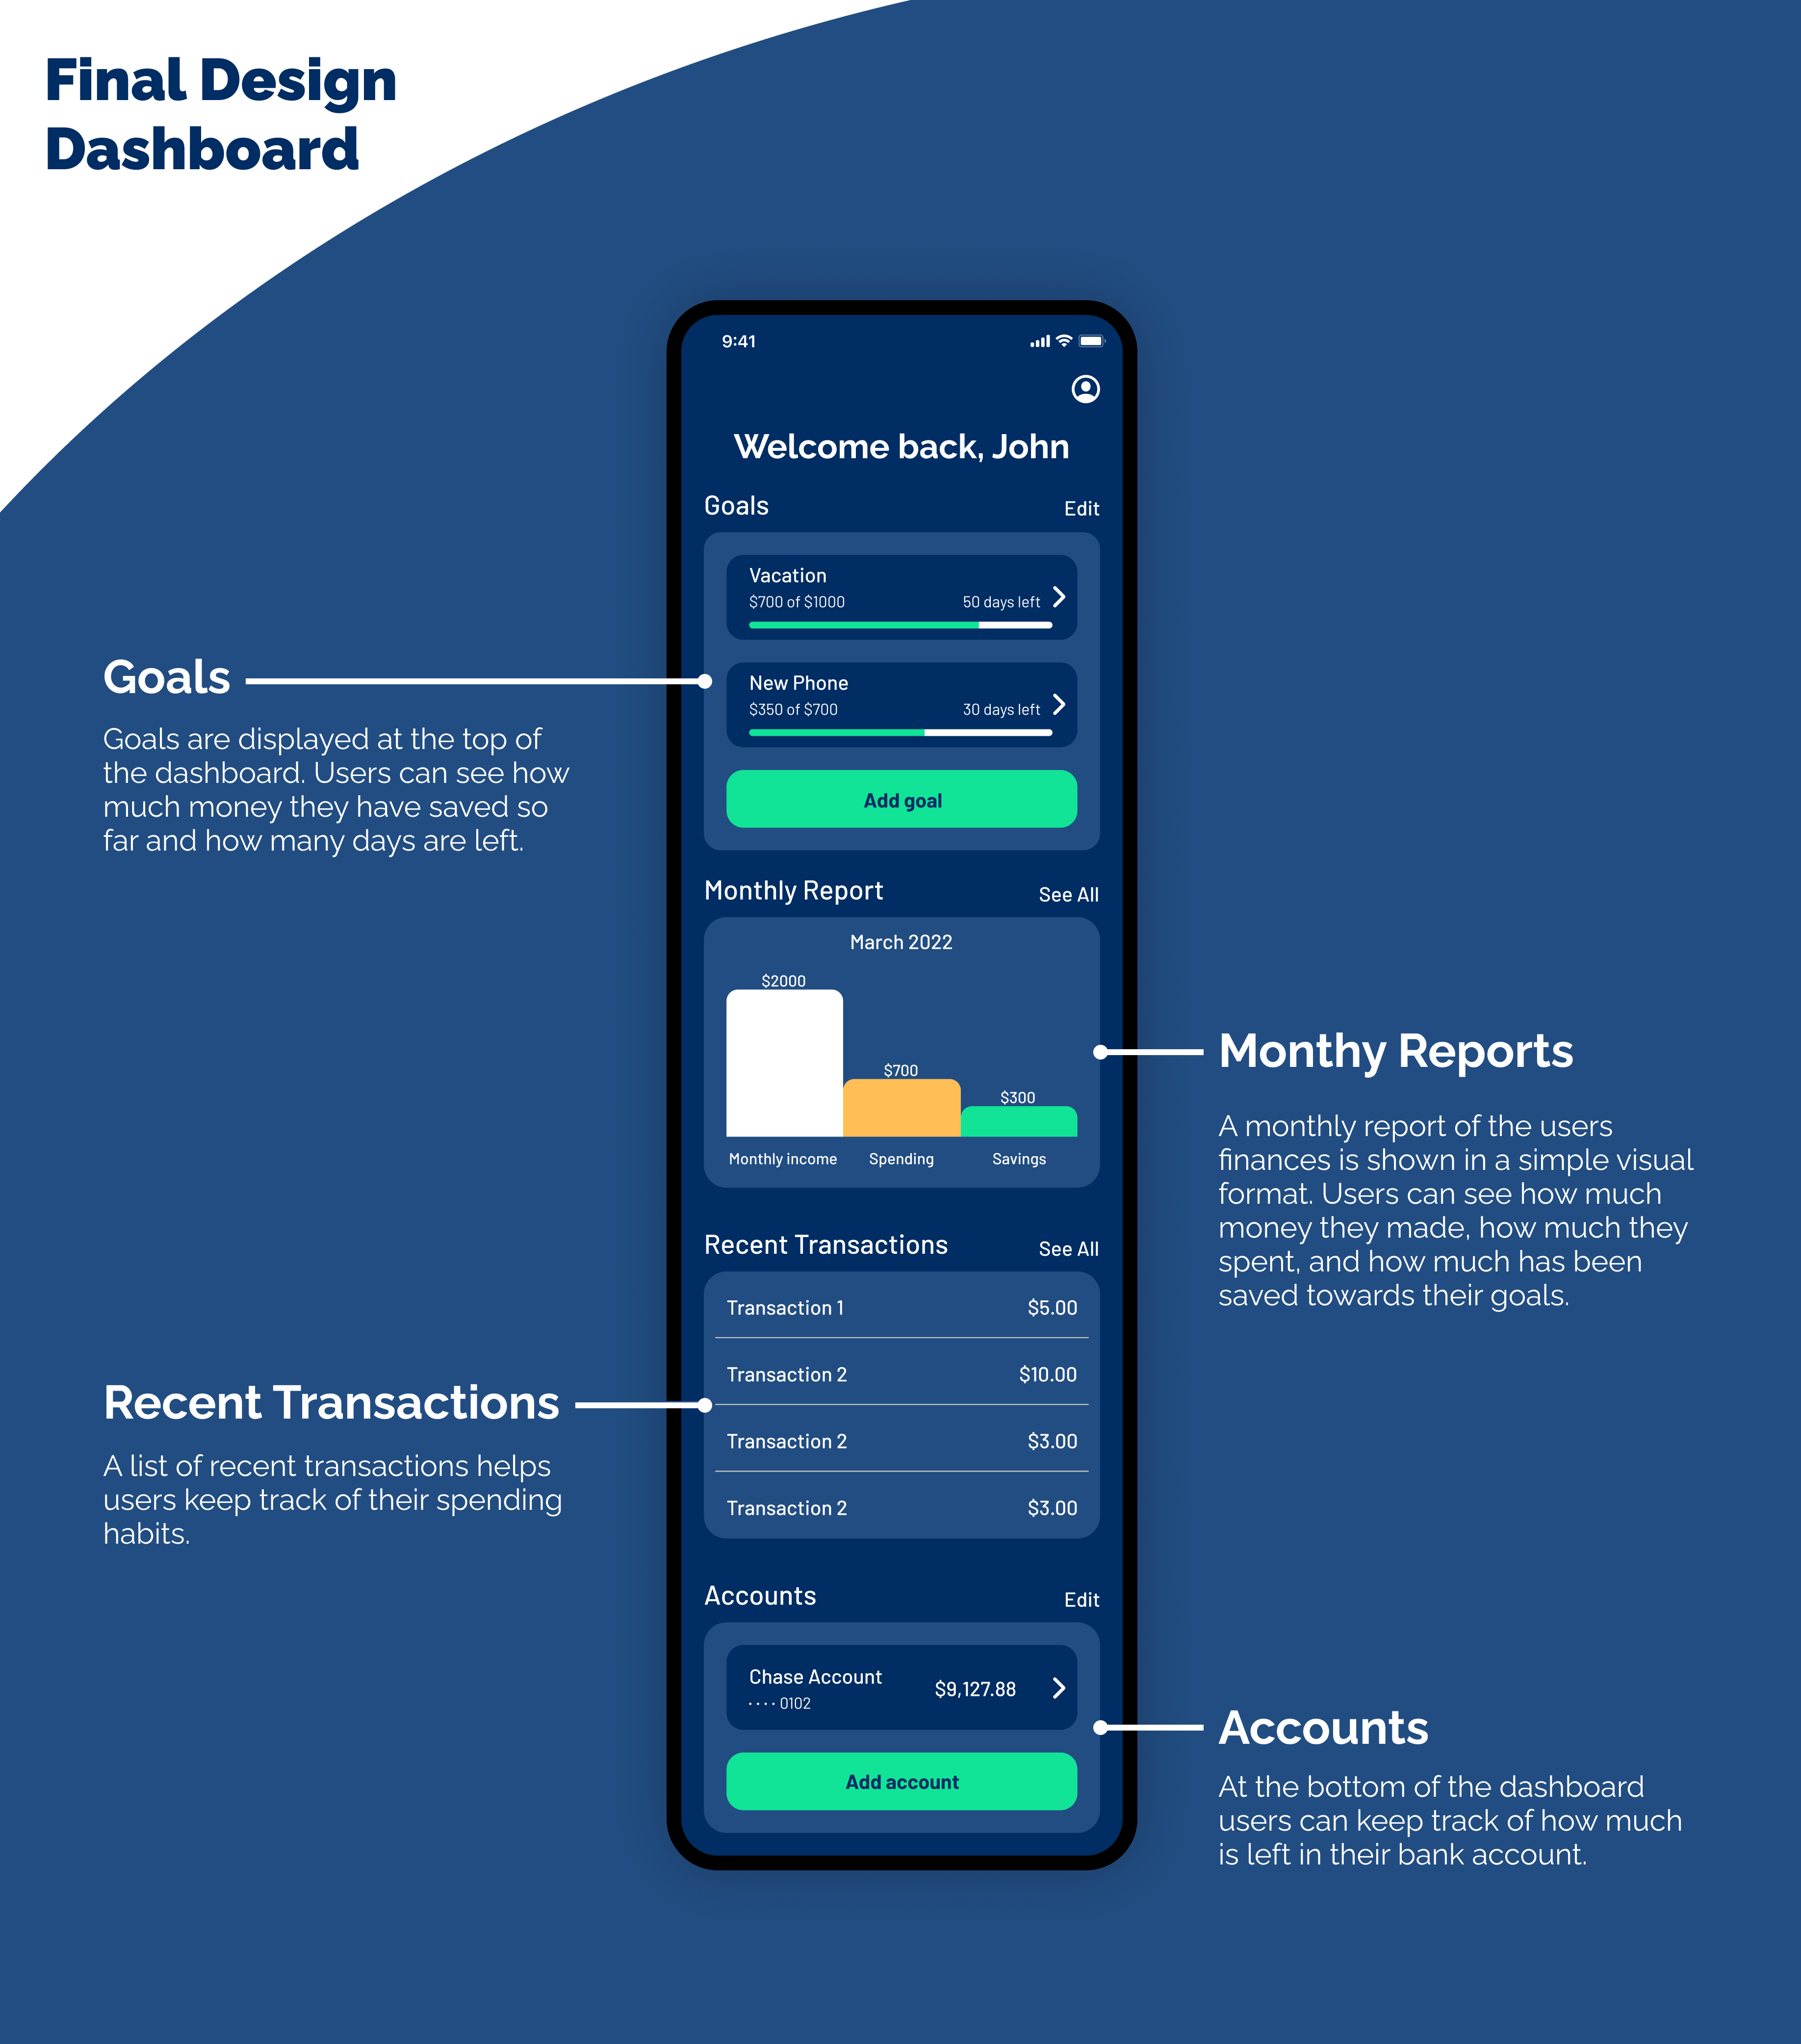 Final Design
Dashboard
9:41
Welcome back, John
Goals
Edit
Vacation
$700 of $1000
50 days left
New Phone
$350 of $700
30 days left
Add goal
Goals
Goals are displayed at the top of
the dashboard. Users can see how
much money they have saved so
far and how many days are left.
Monthly Report
See All
March 2022
$2000
$700
$300
Monthly income
Spending
Savings
Monthy Reports
A monthly report of the users
finances is shown in a simple visual
format. Users can see how much
money they made, how much they
spent, and how much has been
saved towards their goals.
Recent Transactions
See All
Transaction 1
$5.00
Transaction 2
$10.00
Transaction 2
$3.00
Transaction 2
$3.00
Recent Transactions
A list of recent transactions helps
users keep track of their spending
habits.
Accounts
Edit
Chase Account
$9,127.88
···· 0102
Add account
Accounts
At the bottom of the dashboard
users can keep track of how much
is left in their bank account.